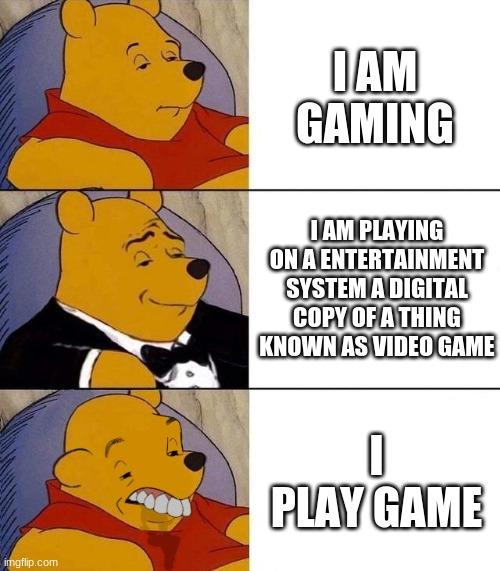 I AM
GAMING
I AM PLAYING
ON A ENTERTAINMENT
SYSTEM A DIGITAL
COPY OF A THING
KNOWN AS VIDEO GAME
I
PLAY GAME
imgflip.com